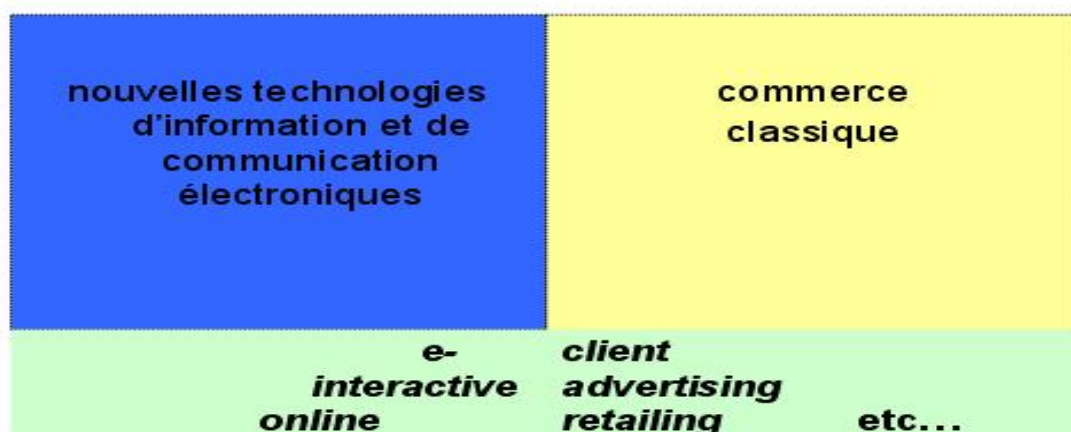 nouvelles technologies
d'information et de
communication
électroniques
commerce
classique
e- client
interactive advertising
online retailing etc...